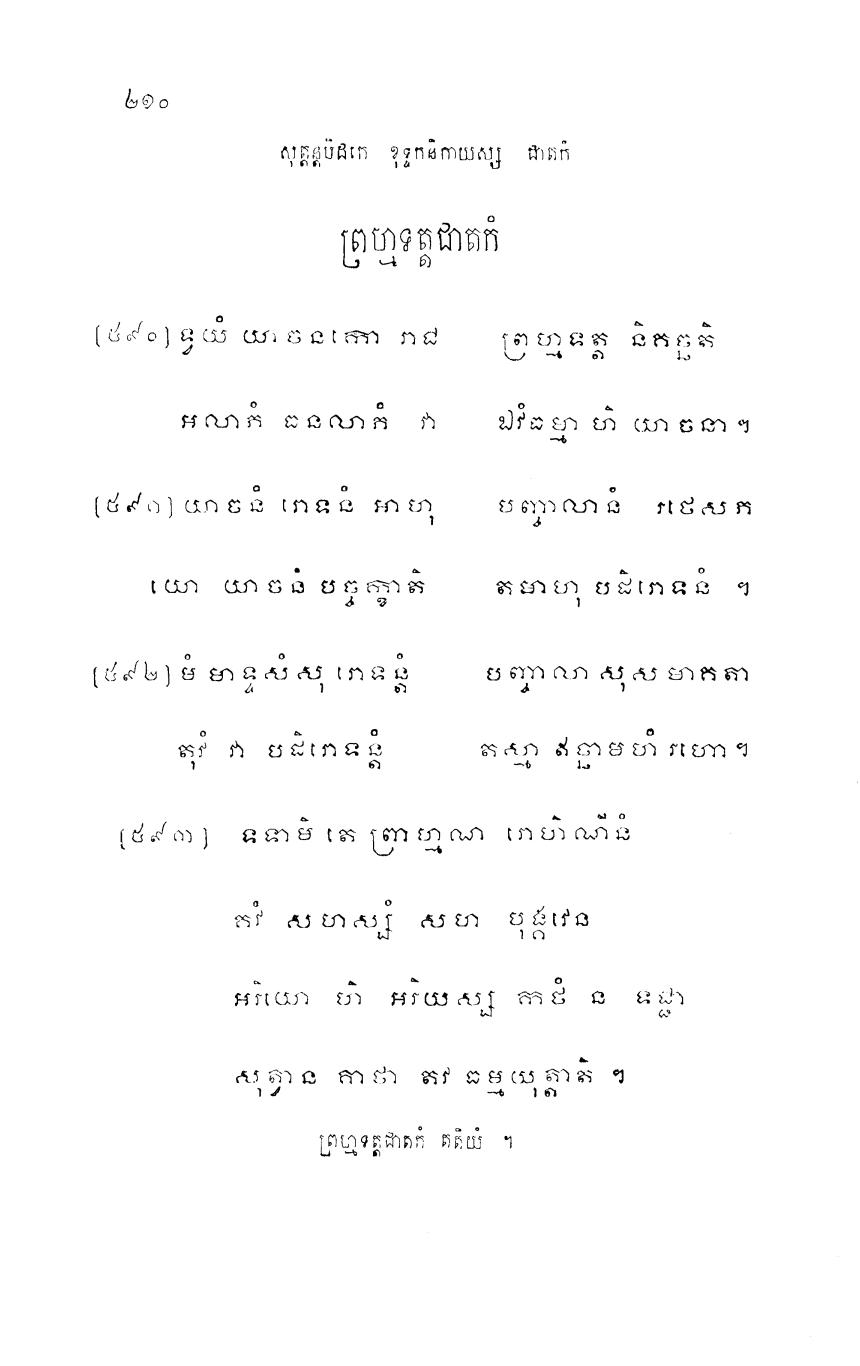 ២១០
សុត្តន្តបិដកេ ខុទ្ទកនិកាយស្ស ជាតកំ
ព្រហ្មទត្តជាតកំ
[៥៩០] ទ្វយំ យាចនកោ រាជ ព្រហ្មទត្ត និគច្ឆតិ
អលាភំ ធនលាភំ វា ឯវំធម្មា ហិ យាចនា ។
[៥៩១] យាចនំ រោទនំ អាហុ បញ្ចាលានំ រថេសភ
យោ យាចនំ បច្ចក្ខាតិ តមាហុ បដិរោទនំ ។
[៥៩២] មំ មាទ្ទសំសុ រោទន្តំ បញ្ចាលា សុសមាគតា
តុវំ វា បដិរោទន្តំ តស្មា ឥច្ឆាមហំ រហោ ។
[៥៩៣] ទទាមិ តេ ព្រាហ្មណ រោហិណីនំ
គវំ សហស្សំ សហ បុង្គវេន
អរិយោ ហិ អរិយស្ស កថំ ន ទជ្ជា
សុត្វាន គាថា តវ ធម្មយុត្តាតិ ។
ព្រហ្មទត្តជាតកំ តតិយំ ។